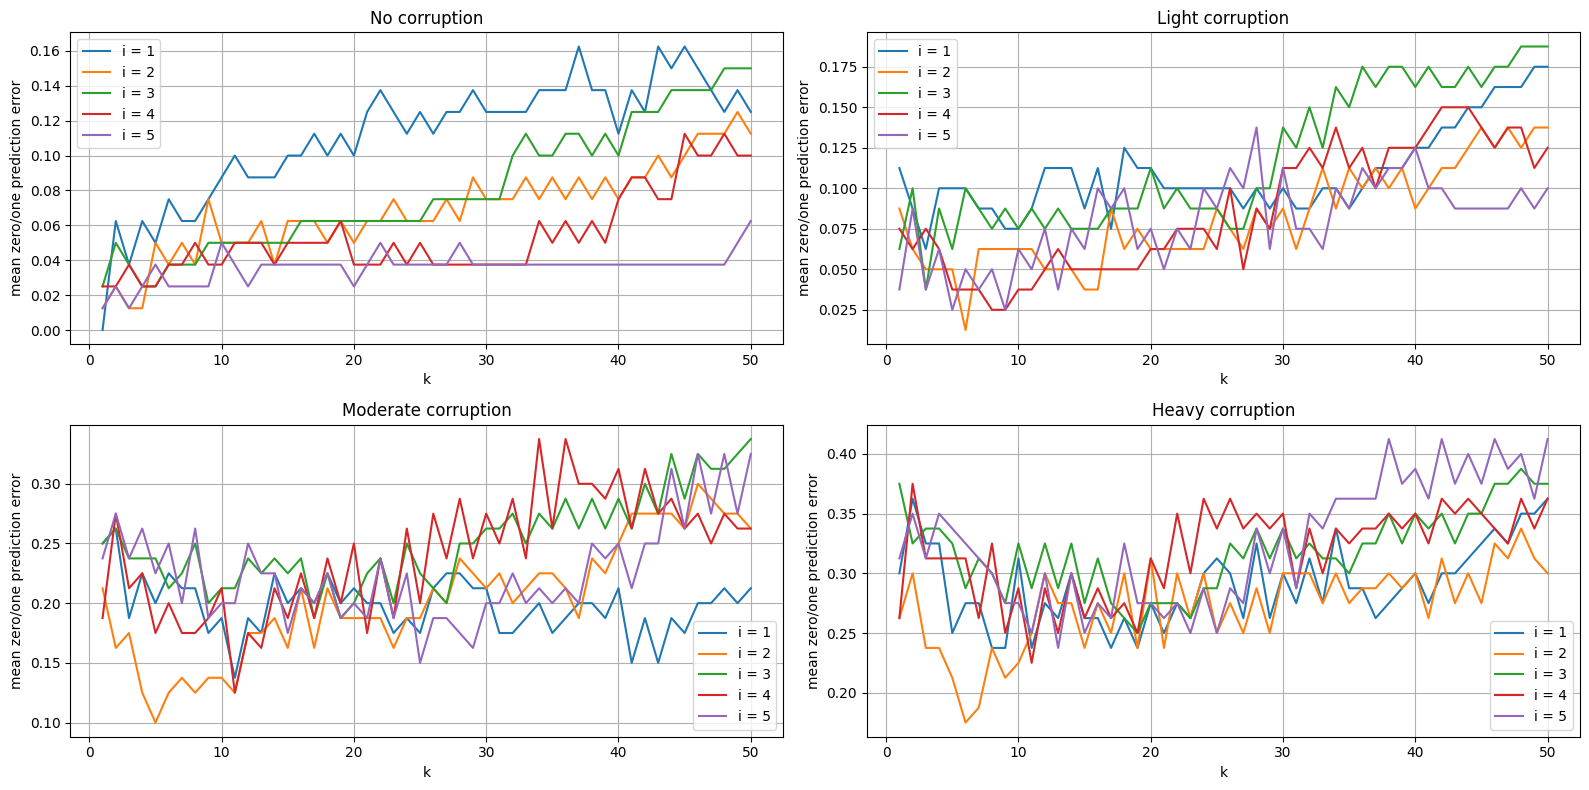 No corruption
mean zero/one prediction error
0.16
0.14
0.12
0.10
0.08
0.06
0.04
0.02
0.00
i = 1
i = 2
i = 3
i = 4
i = 5
0
10
20
30
40
50
k
Light corruption
mean zero/one prediction error
0.175
0.150
0.125
0.100
0.075
0.050
0.025
i = 1
i = 2
i = 3
i = 4
i = 5
0
10
20
30
40
50
k
Moderate corruption
mean zero/one prediction error
0.30
0.25
0.20
0.15
0.10
i = 1
i = 2
i = 3
i = 4
i = 5
0
10
20
30
40
50
k
Heavy corruption
mean zero/one prediction error
0.40
0.35
0.30
0.25
0.20
i = 1
i = 2
i = 3
i = 4
i = 5
0
10
20
30
40
50
k